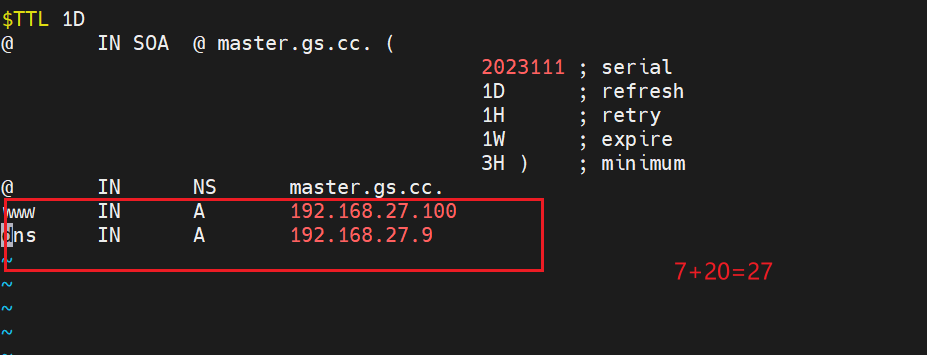 $TTL 1D
@ IN SOA @ master.gs.cc. (
2023111 ; serial
1D ; refresh
1H ; retry
1W ; expire
3H ) ; minimum
@ IN NS master.gs.cc.
www IN A 192.168.27.100
dns IN A 192.168.27.9
~
7+20=27
~
~
~
~